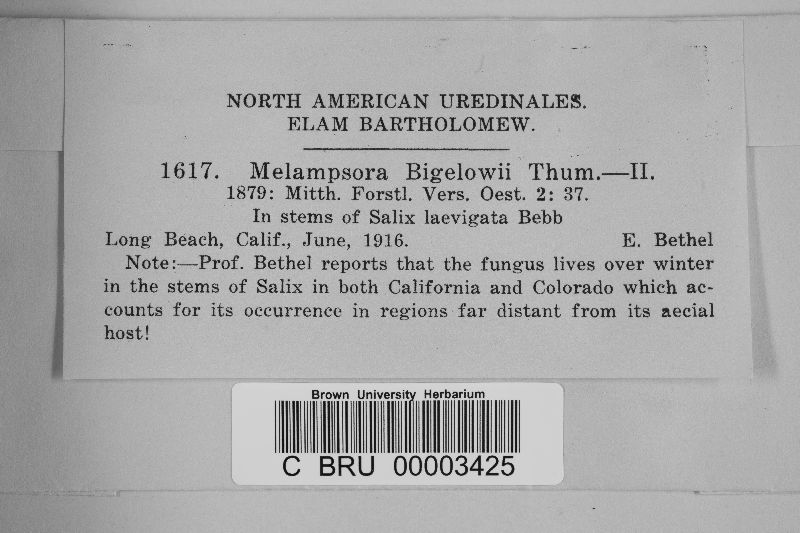 NORTH AMERICAN UREDINALES.
ELAM BARTHOLOMEW.
1617. Melampsora Bigelowii Thum.—II.
1879: Mitth. Forstl. Vers. Oest. 2: 37.
In stems of Salix laevigata Bebb
Long Beach, Calif., June, 1916. E. Bethel
Note:—Prof. Bethel reports that the fungus lives over winter
in the stems of Salix in both California and Colorado which ac-
counts for its occurrence in regions far distant from its aecial
host!
Brown University Herbarium
C BRU 00003425